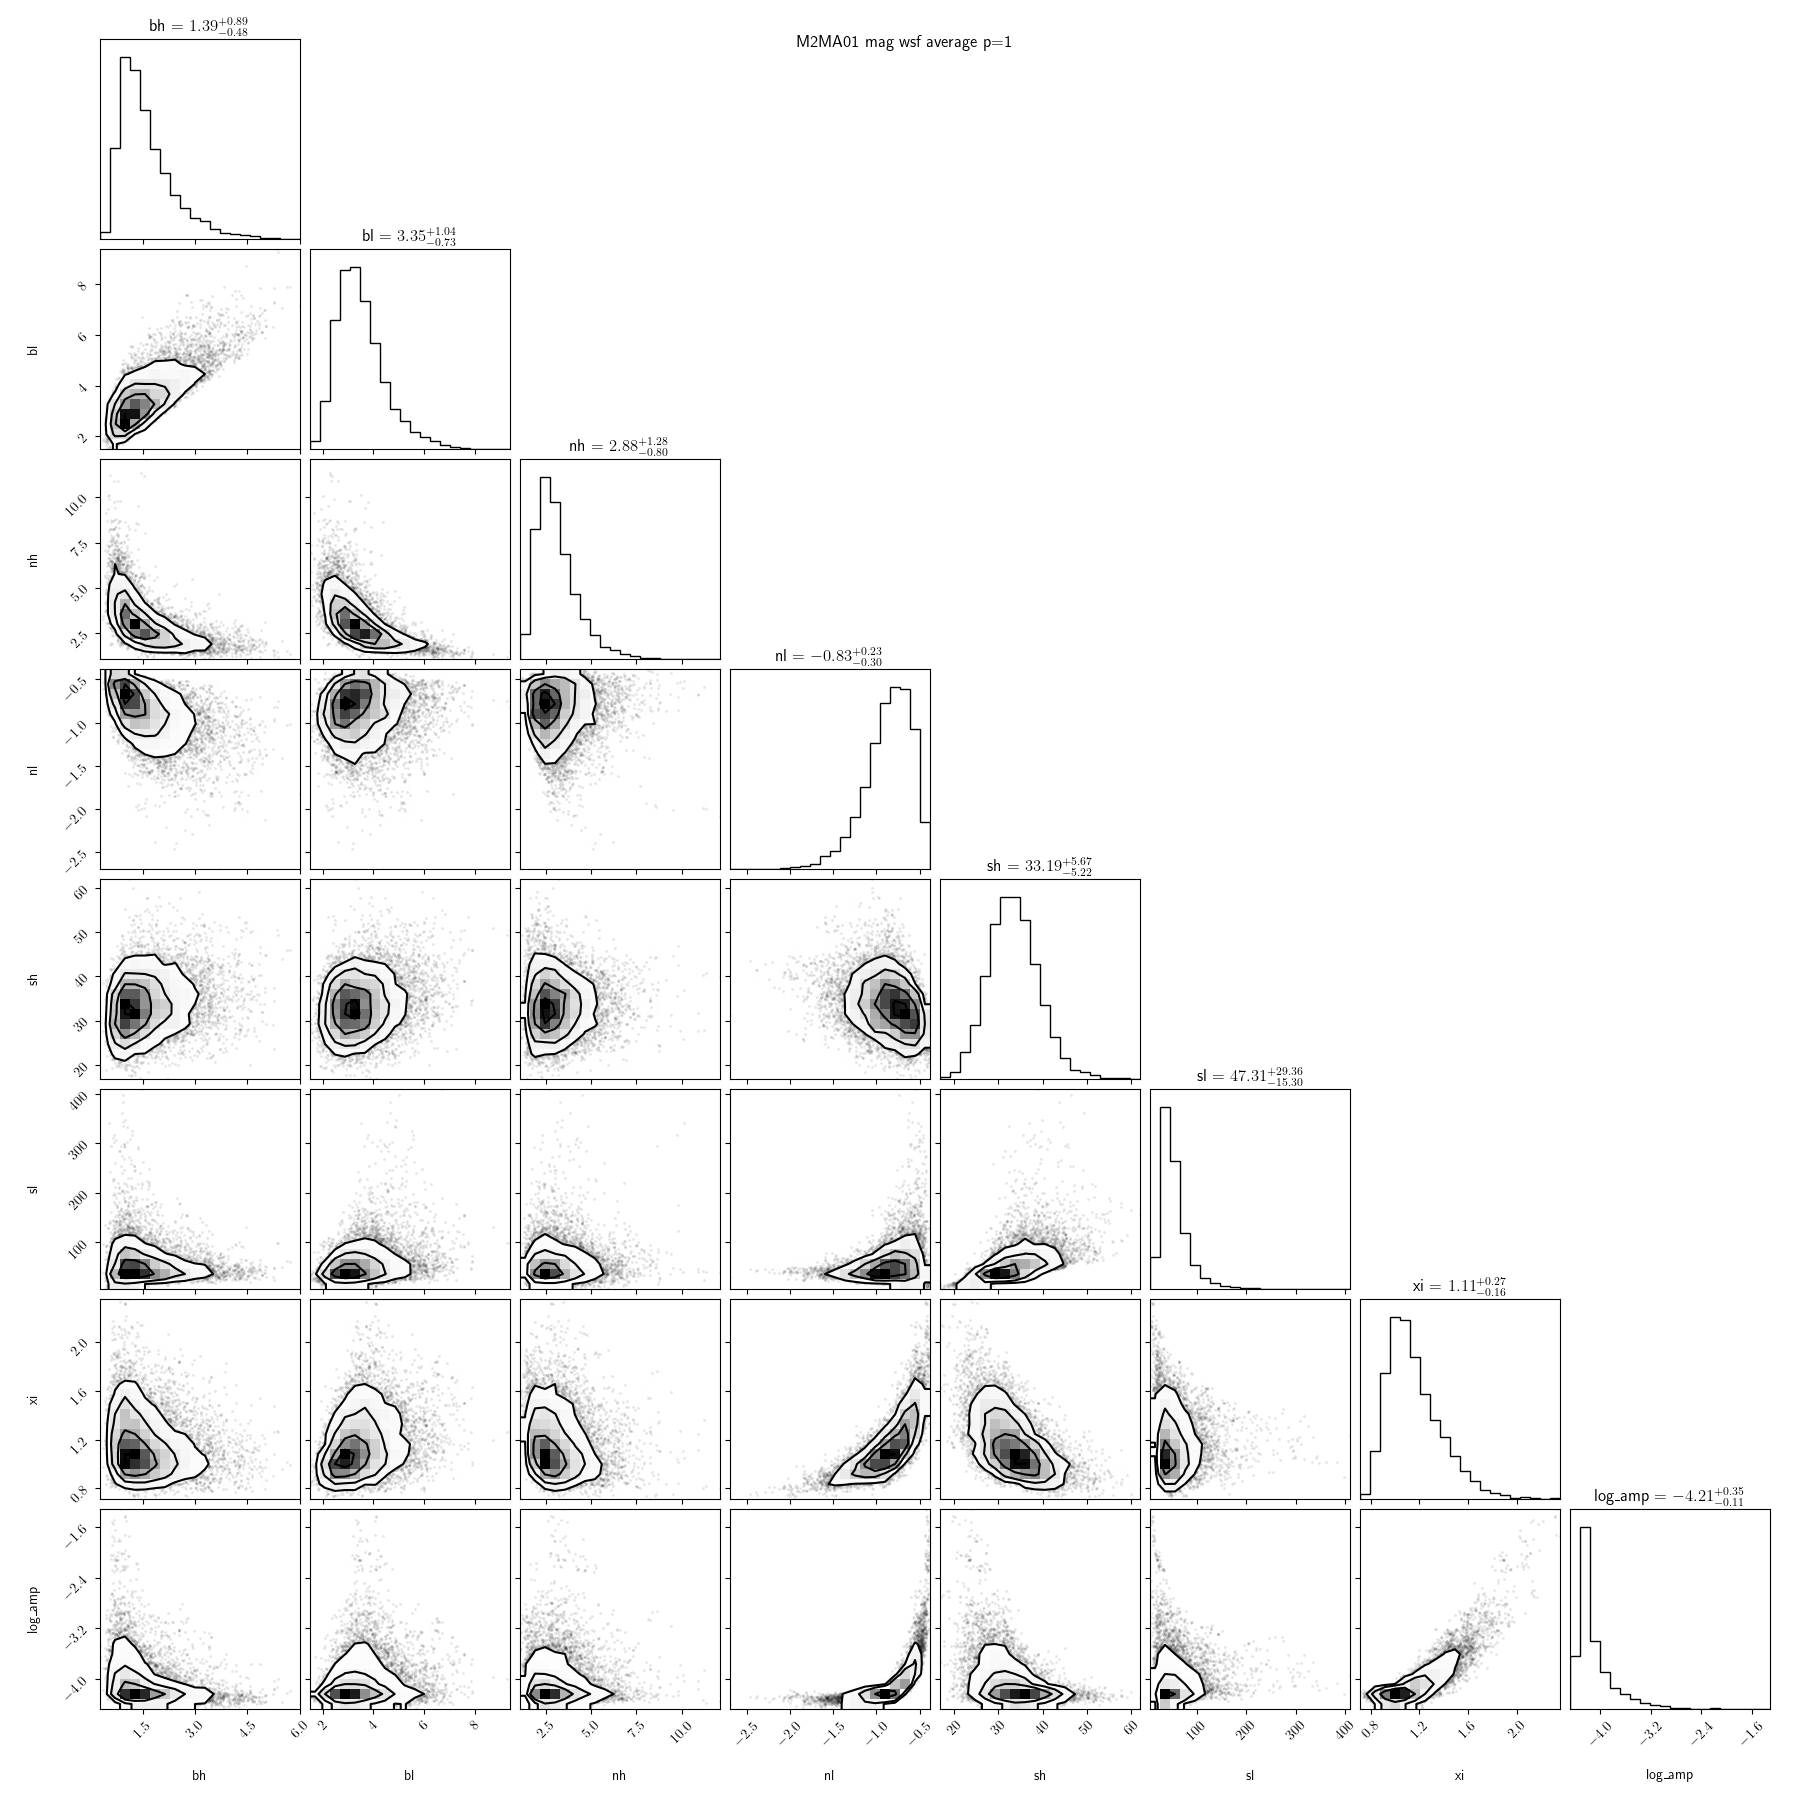 bh = 1.39+0.89 −0.48
M2MA01 mag wsf average p=1
bl = 3.35+1.04 −0.73
8
6
4
2
bl
nh = 2.88+1.28 −0.80
10.0
7.5
5.0
2.5
nh
nl = −0.83+0.23 −0.30
−0.5
−1.0
−1.5
−2.0
−2.5
nl
sh = 33.19+5.67 −5.22
60
50
40
30
20
sh
sl = 47.31+29.36 −15.30
400
300
200
100
sl
xi = 1.11+0.27 −0.16
2.0
1.6
1.2
0.8
xi
log_amp = −4.21+0.35 −0.11
−1.6
−2.4
−3.2
−4.0
log_amp
1.5 3.0 4.5 6.0 2 4 6 8 2.5 5.0 7.5 10.0 −2.5 −2.0 −1.5 −1.0 −0.5 20 30 40 50 60 100 200 300 400 0.8 1.2 1.6 2.0 −4.0 −3.2 −2.4 −1.6
bh bl nh nl sh sl xi log_amp